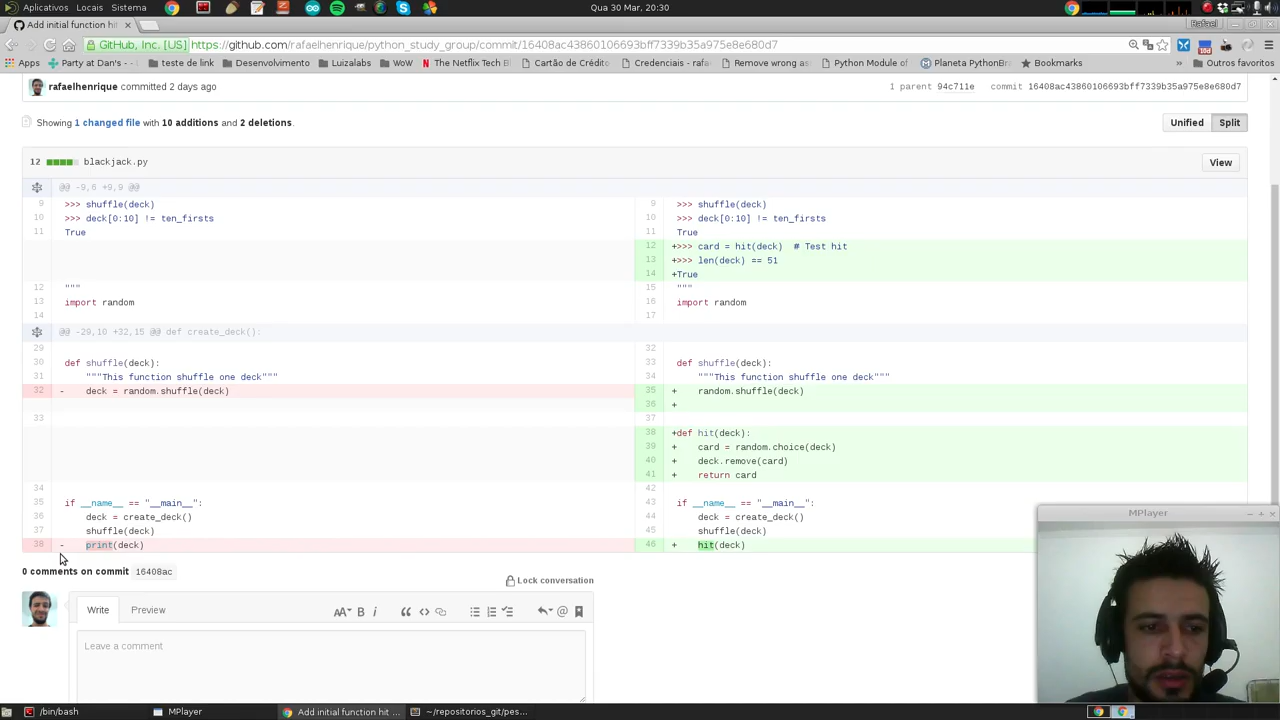 Aplicativos Locais Sistema
Qua 30 Mar, 20:30
Add initial function hit
Rafael
GitHub, Inc. [US] https://github.com/rafaelhenrique/python_study_group/commit/16408ac43860106693bff7339b35a975e8e680d7
Apps Party at Dan's — teste de link Desenvolvimento Luizalabs WoW The Netflix Tech B Cartão de Crédito Credenciais - rafa Remove wrong as Python Module of Planeta PythonBra Bookmarks » Outros favoritos
rafaelhenrique committed 2 days ago
1 parent 94c711e commit 16408ac43860106693bff7339b35a975e8e680d7
Showing 1 changed file with 10 additions and 2 deletions.
Unified Split
12 blackjack.py
View
@@ -9,6 +9,9 @@
9 >>> shuffle(deck) 9 >>> shuffle(deck)
10 >>> deck[0:10] != ten_firsts 10 >>> deck[0:10] != ten_firsts
11 True 11 True
12 +>>> card = hit(deck) # Test hit
13 +>>> len(deck) == 51
14 +True
12 """ 15 """
13 import random 16 import random
14 17
@@ -29,10 +32,15 @@ def create_deck():
29 32
30 def shuffle(deck): 33 def shuffle(deck):
31 """This function shuffle one deck""" 34 """This function shuffle one deck"""
32 - deck = random.shuffle(deck) 35 + random.shuffle(deck)
36 +
33 37
38 +def hit(deck):
39 + card = random.choice(deck)
40 + deck.remove(card)
41 + return card
34 42
35 if __name__ == "__main__": 43 if __name__ == "__main__":
36 deck = create_deck() 44 deck = create_deck()
37 shuffle(deck) 45 shuffle(deck)
38 - print(deck) 46 + hit(deck)
MPlayer
0 comments on commit 16408ac
Lock conversation
Write Preview
AA B i
Leave a comment
/bin/bash MPlayer Add initial function hit ... ~/repositorios_git/pes...